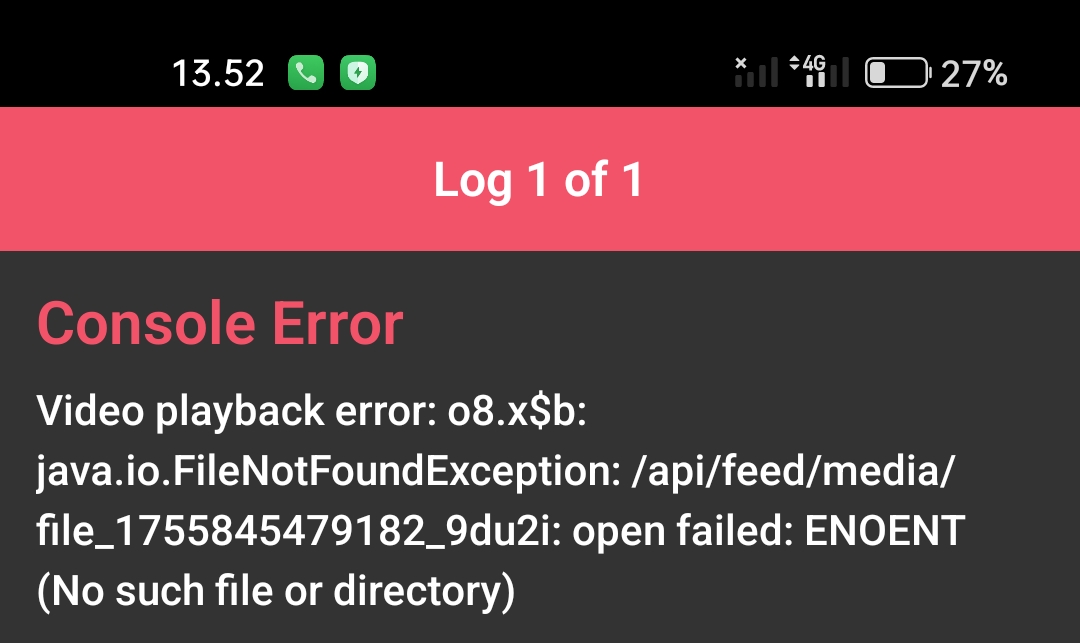 13.52 4G 27%
Log 1 of 1
Console Error
Video playback error: o8.x$b:
java.io.FileNotFoundException: /api/feed/media/
file_1755845479182_9du2i: open failed: ENOENT
(No such file or directory)